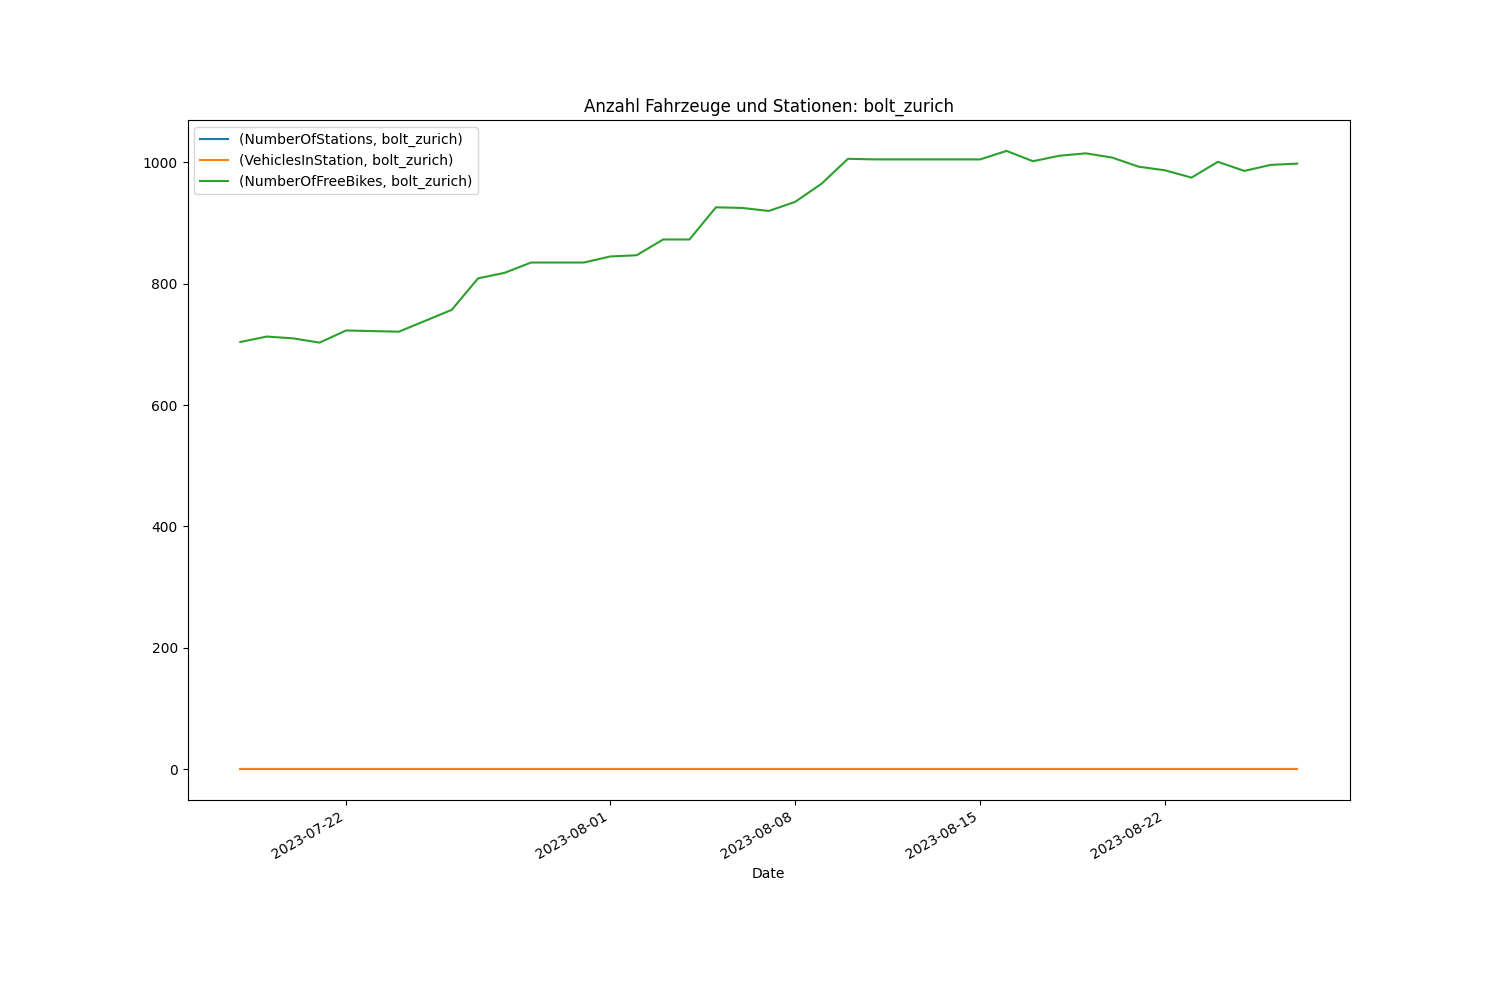 Anzahl Fahrzeuge und Stationen: bolt_zurich
(NumberOfStations, bolt_zurich)
(VehiclesInStation, bolt_zurich)
(NumberOfFreeBikes, bolt_zurich)
1000
800
600
400
200
0
2023-07-22
2023-08-01
2023-08-08
2023-08-15
2023-08-22
Date